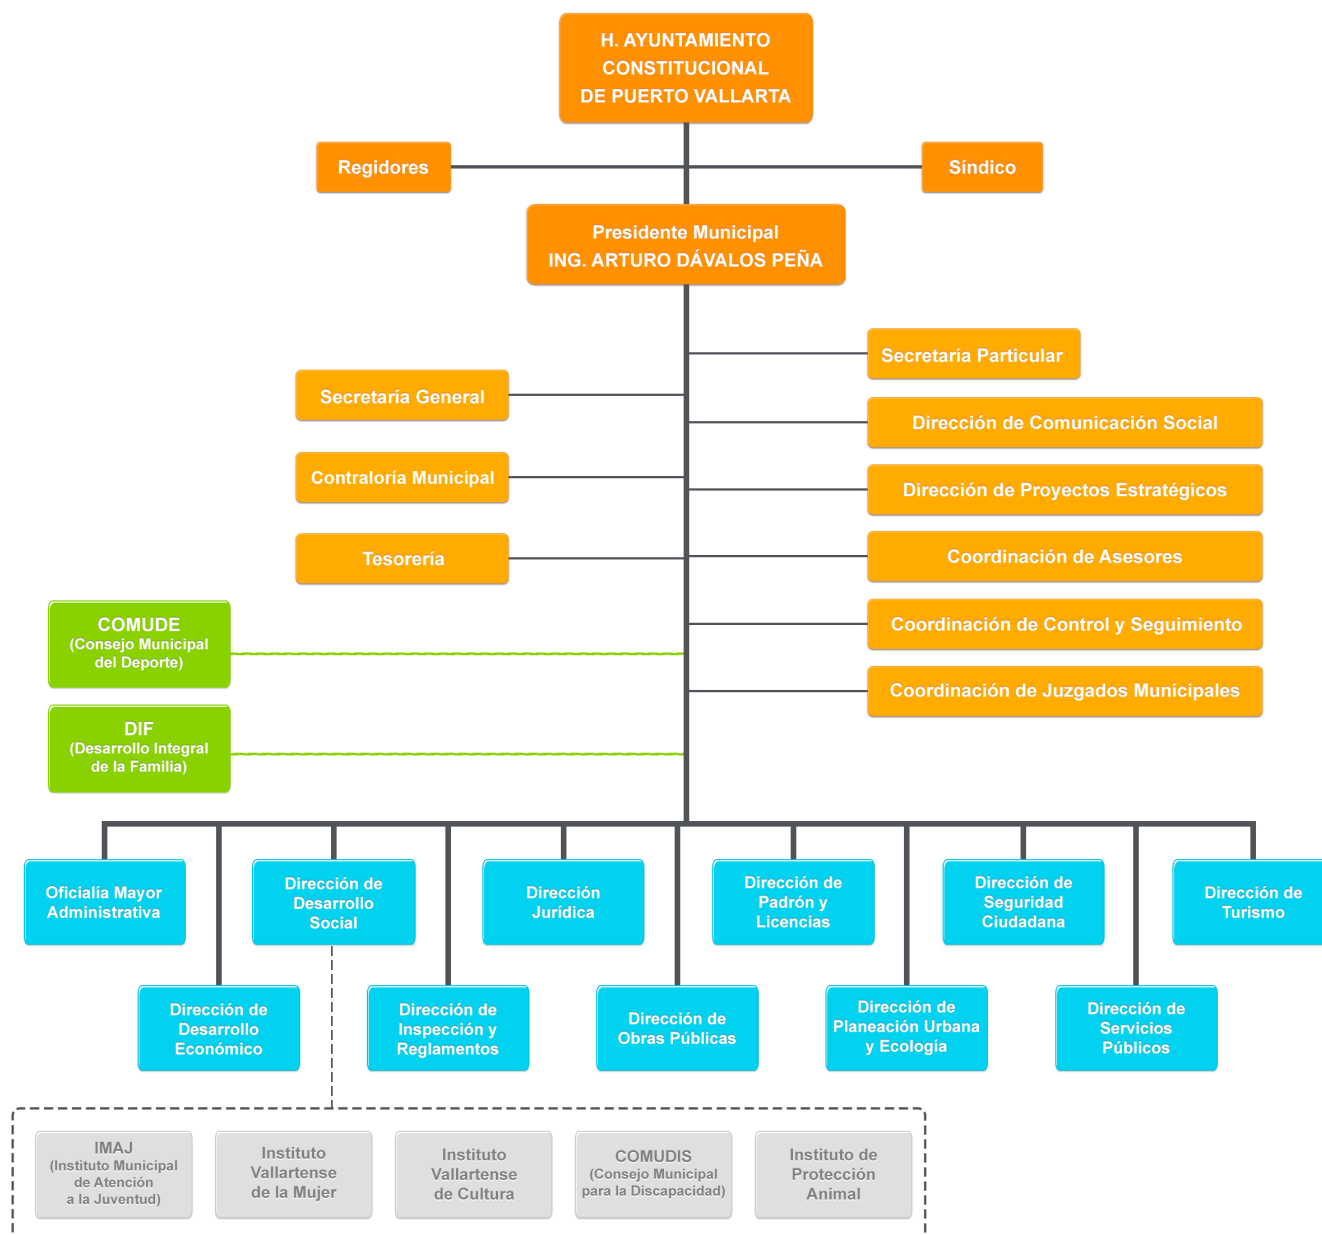 H. AYUNTAMIENTO
CONSTITUCIONAL
DE PUERTO VALLARTA
Regidores
Síndico
Presidente Municipal
ING. ARTURO DÁVALOS PEÑA
Secretaría Particular
Secretaría General
Dirección de Comunicación Social
Contraloría Municipal
Dirección de Proyectos Estratégicos
Tesorería
Coordinación de Asesores
COMUDE
(Consejo Municipal
del Deporte)
Coordinación de Control y Seguimiento
Coordinación de Juzgados Municipales
DIF
(Desarrollo Integral
de la Familia)
Oficialía Mayor
Administrativa
Dirección de
Desarrollo
Social
Dirección
Jurídica
Dirección de
Padrón y
Licencias
Dirección de
Seguridad
Ciudadana
Dirección de
Turismo
Dirección de
Desarrollo
Económico
Dirección de
Inspección y
Reglamentos
Dirección de
Obras Públicas
Dirección de
Planeación Urbana
y Ecología
Dirección de
Servicios
Públicos
IMAJ
(Instituto Municipal
de Atención
a la Juventud)
Instituto
Vallartense
de la Mujer
Instituto
Vallartense
de Cultura
COMUDIS
(Consejo Municipal
para la Discapacidad)
Instituto de
Protección
Animal